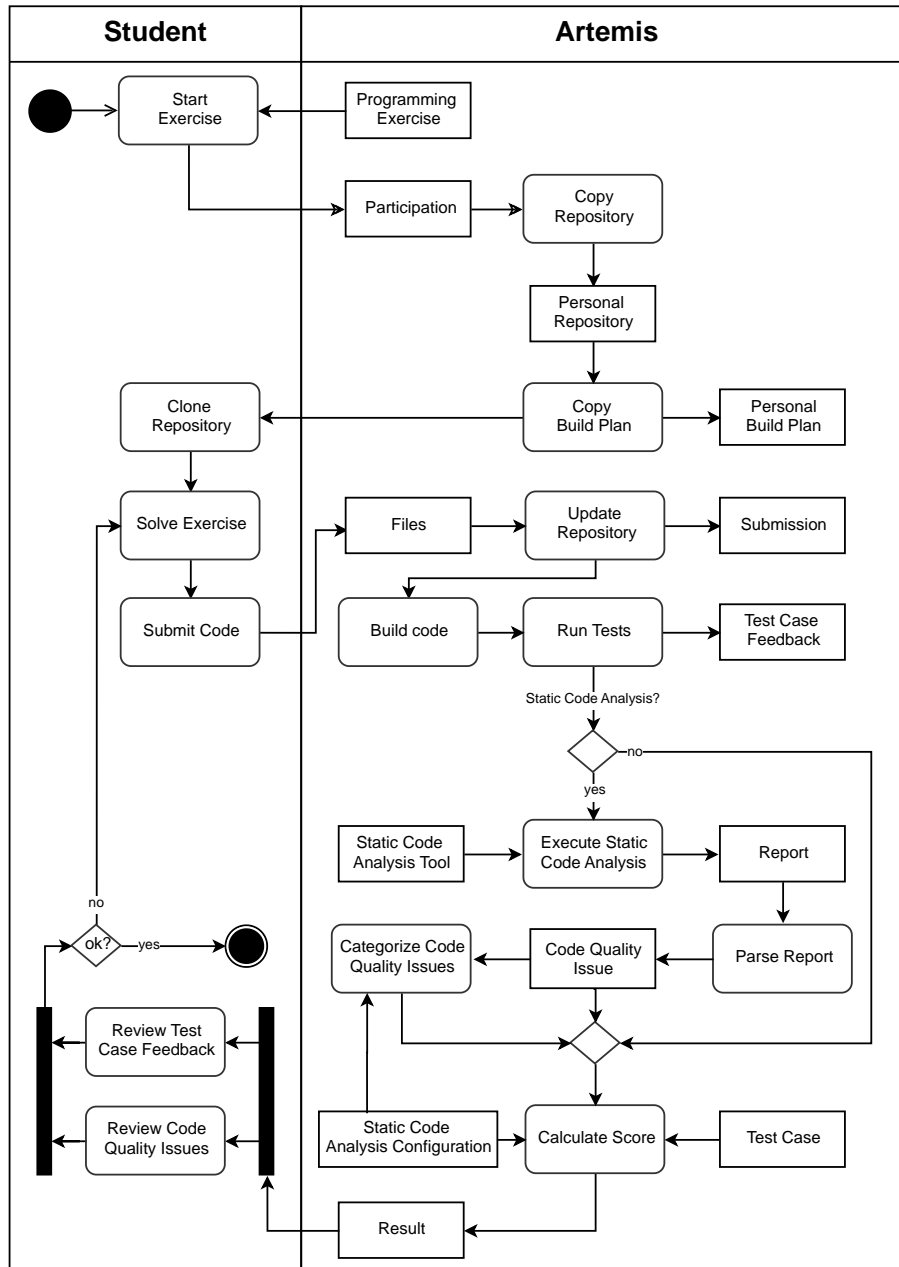 Student
Artemis
Start
Exercise
Programming
Exercise
Participation
Copy
Repository
Personal
Repository
Clone
Repository
Copy
Build Plan
Personal
Build Plan
Solve Exercise
Files
Update
Repository
Submission
Submit Code
Build code
Run Tests
Test Case
Feedback
Static Code Analysis?
no
yes
Static Code
Analysis Tool
Execute Static
Code Analysis
Report
no
ok?
yes
Categorize Code
Quality Issues
Code Quality
Issue
Parse Report
Review Test
Case Feedback
Review Code
Quality Issues
Static Code
Analysis Configuration
Calculate Score
Test Case
Result